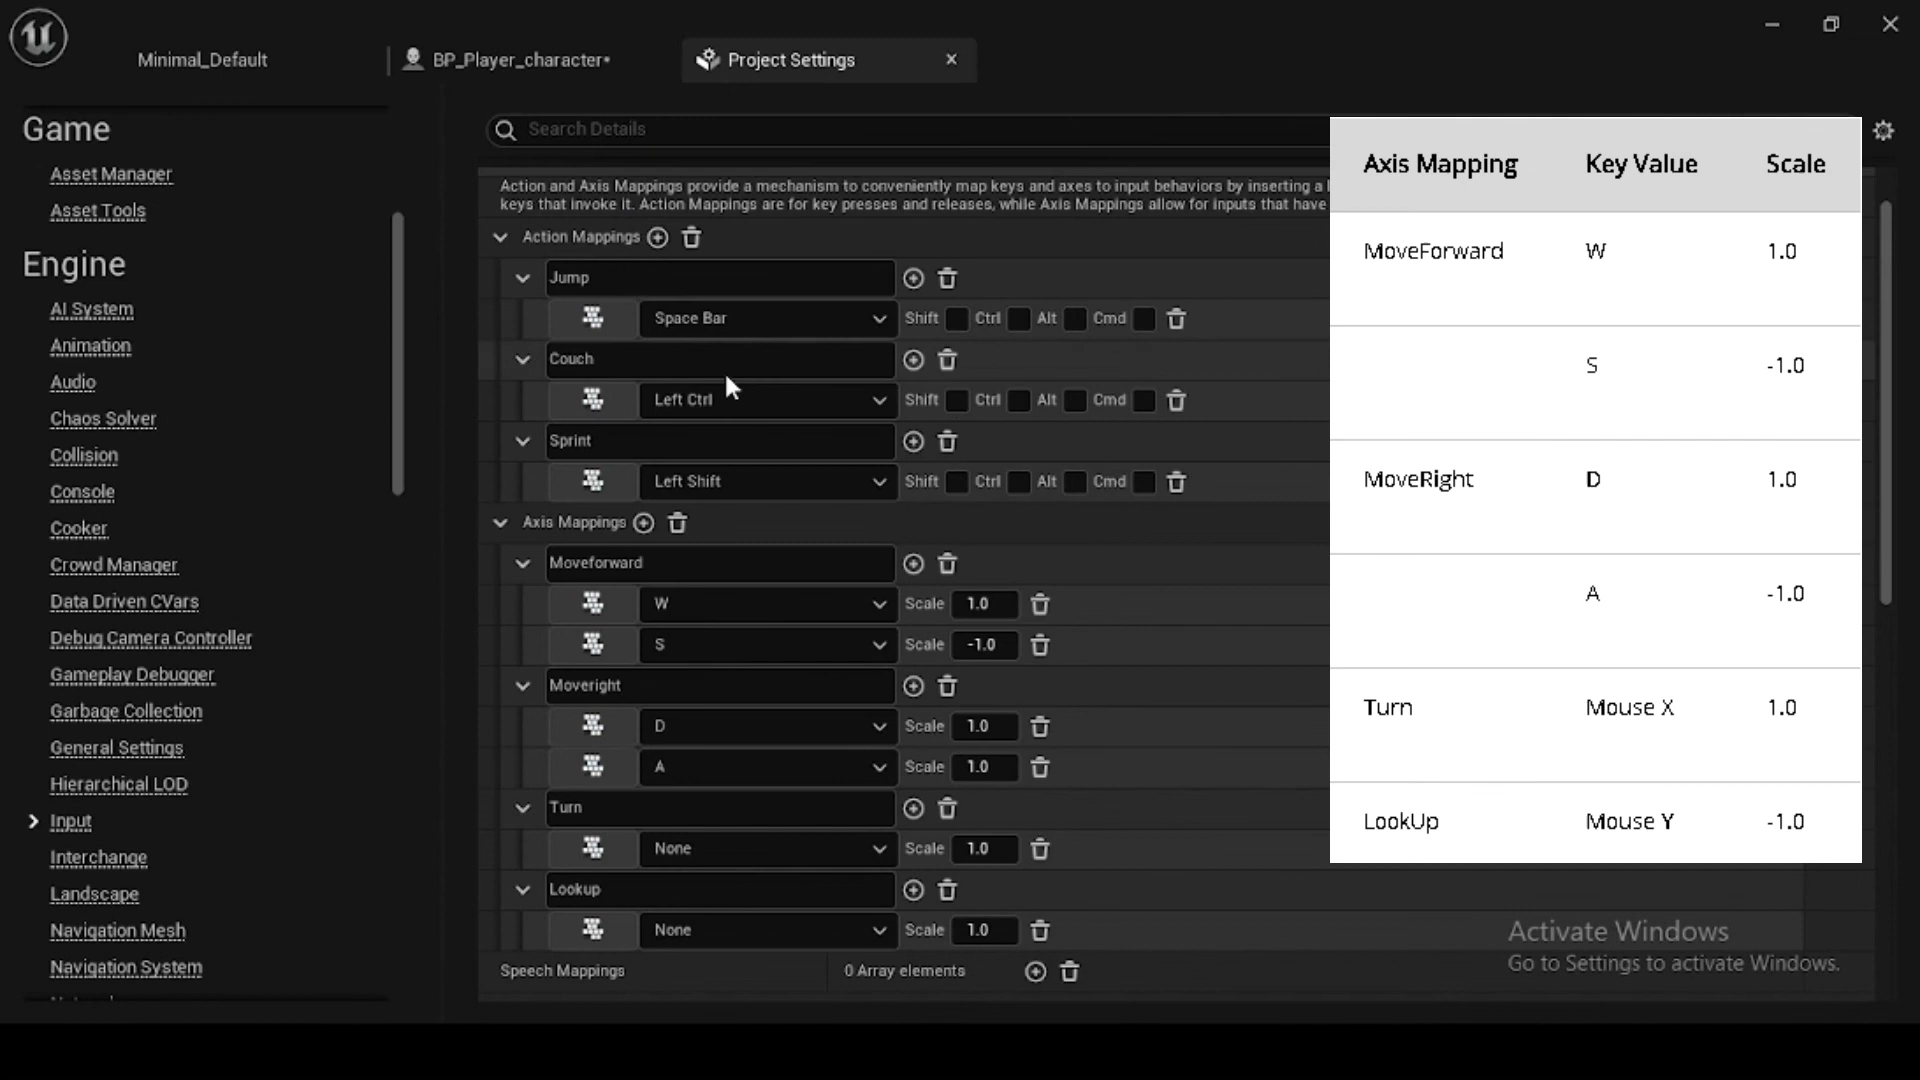 Minimal_Default
BP_Player_character•
Project Settings
Game
Asset Manager
Asset Tools
Engine
AI System
Animation
Audio
Chaos Solver
Collision
Console
Cooker
Crowd Manager
Data Driven CVars
Debug Camera Controller
Gameplay Debugger
Garbage Collection
General Settings
Hierarchical LOD
Input
Interchange
Landscape
Navigation Mesh
Navigation System
Search Details
Action and Axis Mappings provide a mechanism to conveniently map keys and axes to input behaviors by inserting a
keys that invoke it. Action Mappings are for key presses and releases, while Axis Mappings allow for inputs that have
Action Mappings
Jump
Space Bar Shift Ctrl Alt Cmd
Couch
Left Ctrl Shift Ctrl Alt Cmd
Sprint
Left Shift Shift Ctrl Alt Cmd
Axis Mappings
Moveforward
W Scale 1.0
S Scale -1.0
Moveright
D Scale 1.0
A Scale 1.0
Turn
None Scale 1.0
Lookup
None Scale 1.0
Speech Mappings 0 Array elements
Axis Mapping Key Value Scale
MoveForward W 1.0
S -1.0
MoveRight D 1.0
A -1.0
Turn Mouse X 1.0
LookUp Mouse Y -1.0
Activate Windows
Go to Settings to activate Windows.